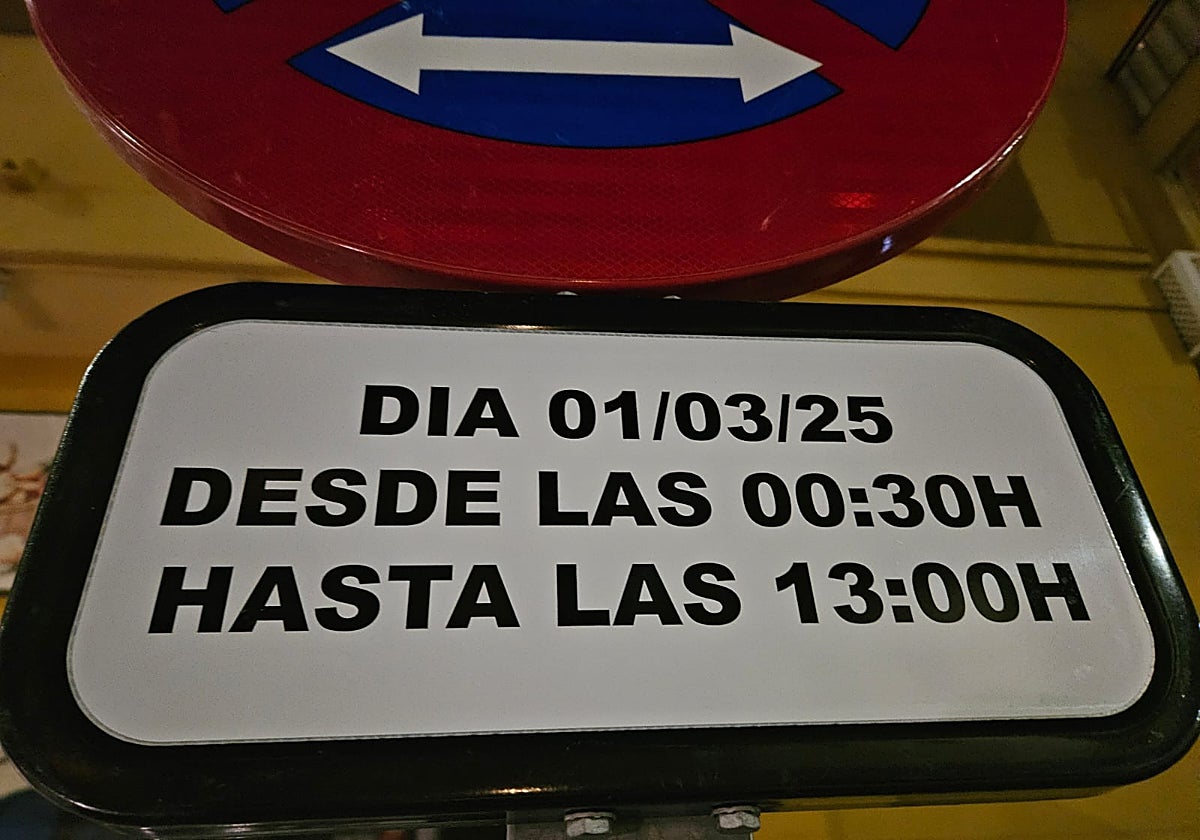 DIA 01/03/25
DESDE LAS 00:30H
HASTA LAS 13:00H